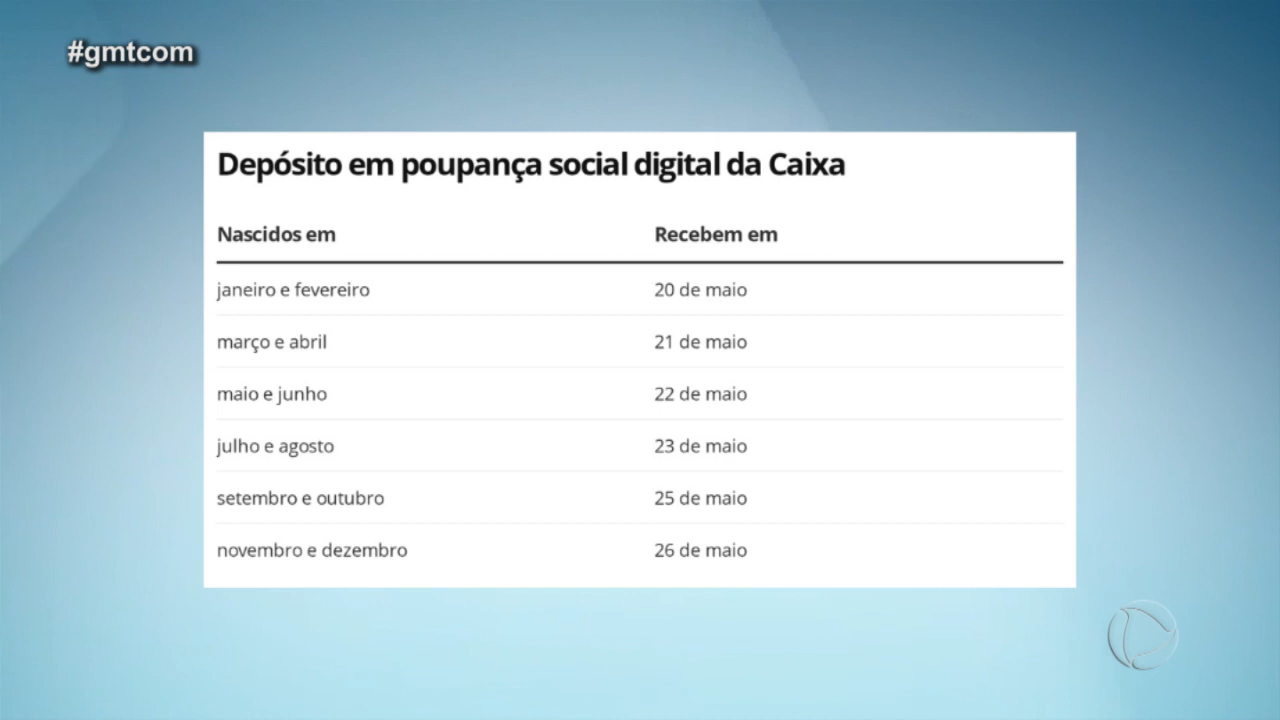 #gmtcom
Depósito em poupança social digital da Caixa
Nascidos em Recebem em
janeiro e fevereiro 20 de maio
março e abril 21 de maio
maio e junho 22 de maio
julho e agosto 23 de maio
setembro e outubro 25 de maio
novembro e dezembro 26 de maio